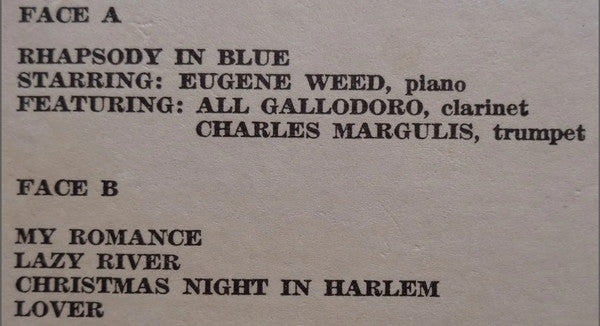 FACE A
RHAPSODY IN BLUE
STARRING: EUGENE WEED, piano
FEATURING: ALL GALLODORO, clarinet
CHARLES MARGULIS, trumpet
FACE B
MY ROMANCE
LAZY RIVER
CHRISTMAS NIGHT IN HARLEM
LOVER